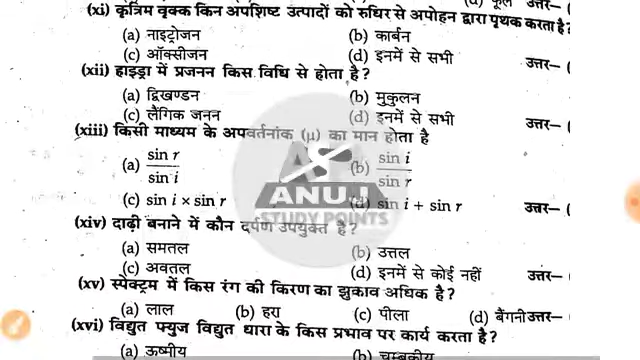 (d) फूल उत्तर–
(xi) कृत्रिम वृक्क किन अपशिष्ट उत्पादों को रुधिर से अपोहन द्वारा पृथक करता है?
(a) नाइट्रोजन (b) कार्बन
(c) ऑक्सीजन (d) इनमें से सभी उत्तर– (
(xii) हाइड्रा में प्रजनन किस विधि से होता है?
(a) द्विखण्डन (b) मुकुलन
(c) लैंगिक जनन (d) इनमें से सभी उत्तर– (
(xiii) किसी माध्यम के अपवर्तनांक (μ) का मान होता है
(a) sin r / sin i (b) sin i / sin r
(c) sin i × sin r (d) sin i + sin r उत्तर– (
ANUJ
STUDY POINTS
(xiv) दाढ़ी बनाने में कौन दर्पण उपयुक्त है?
(a) समतल (b) उत्तल
(c) अवतल (d) इनमें से कोई नहीं उत्तर– (
(xv) स्पेक्ट्रम में किस रंग की किरण का झुकाव अधिक है?
(a) लाल (b) हरा (c) पीला (d) बैंगनी उत्तर– (
(xvi) विद्युत फ्युज विद्युत धारा के किस प्रभाव पर कार्य करता है?
(a) ऊष्मीय (b) चुम्बकीय